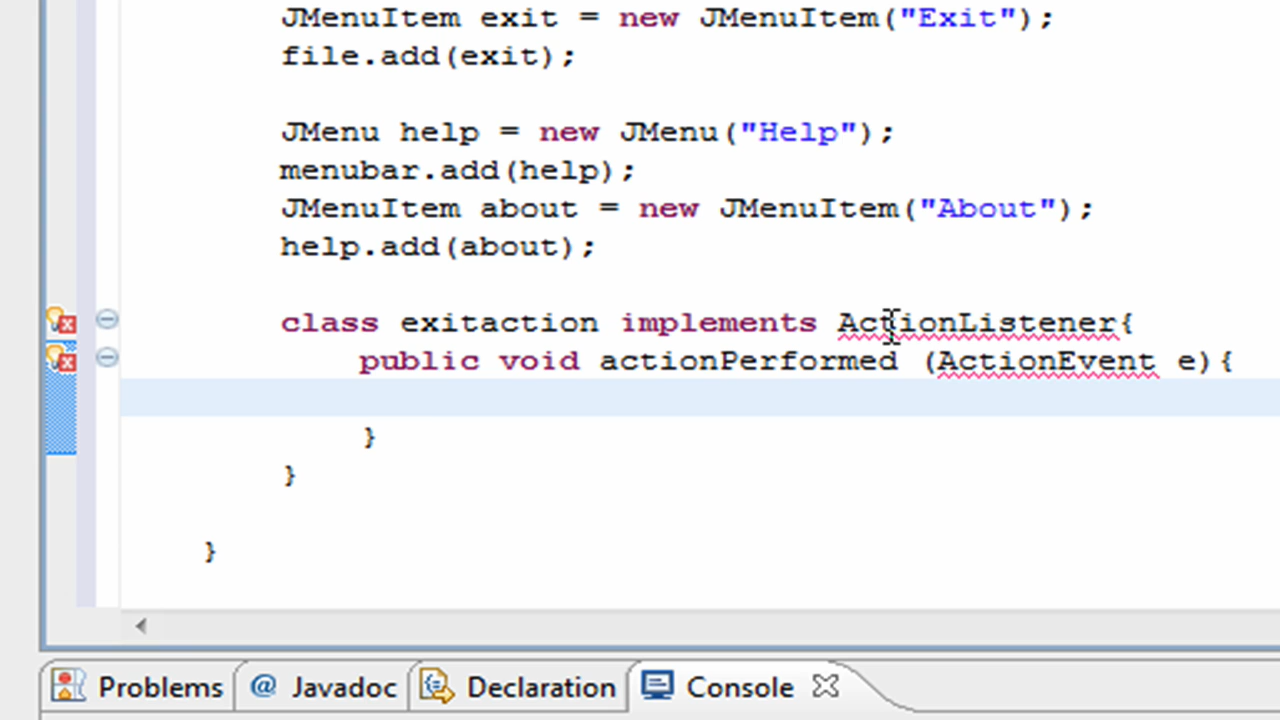 JMenuItem exit = new JMenuItem("Exit");
file.add(exit);
JMenu help = new JMenu("Help");
menubar.add(help);
JMenuItem about = new JMenuItem("About");
help.add(about);
class exitaction implements ActionListener{
public void actionPerformed (ActionEvent e){
}
}
}
Problems @ Javadoc Declaration Console